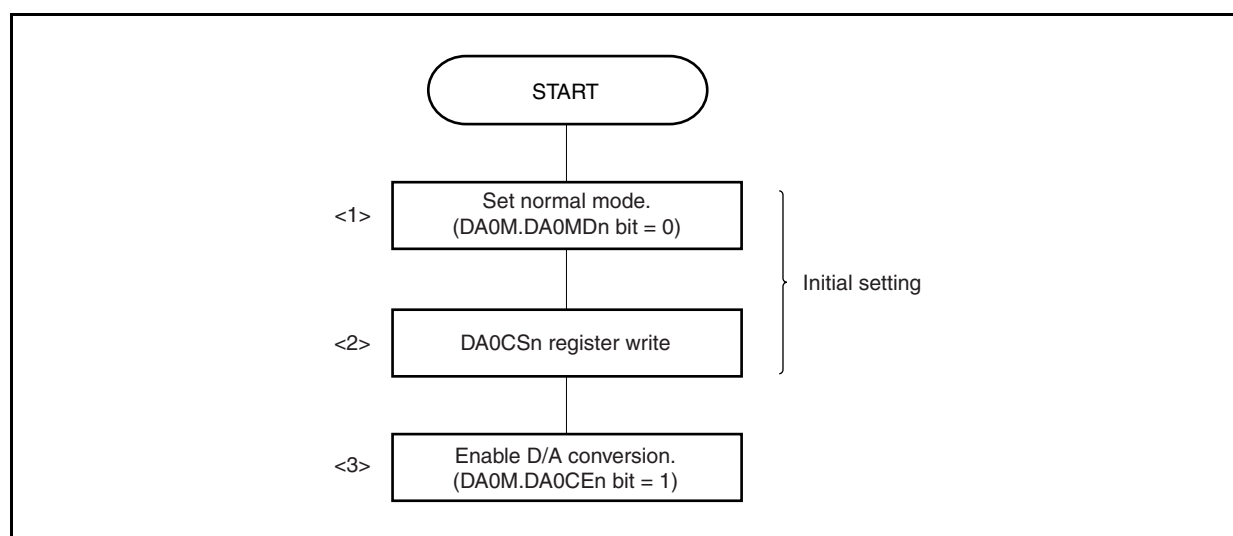 START
<1>
Set normal mode.
(DA0M.DA0MDn bit = 0)
Initial setting
<2>
DA0CSn register write
<3>
Enable D/A conversion.
(DA0M.DA0CEn bit = 1)